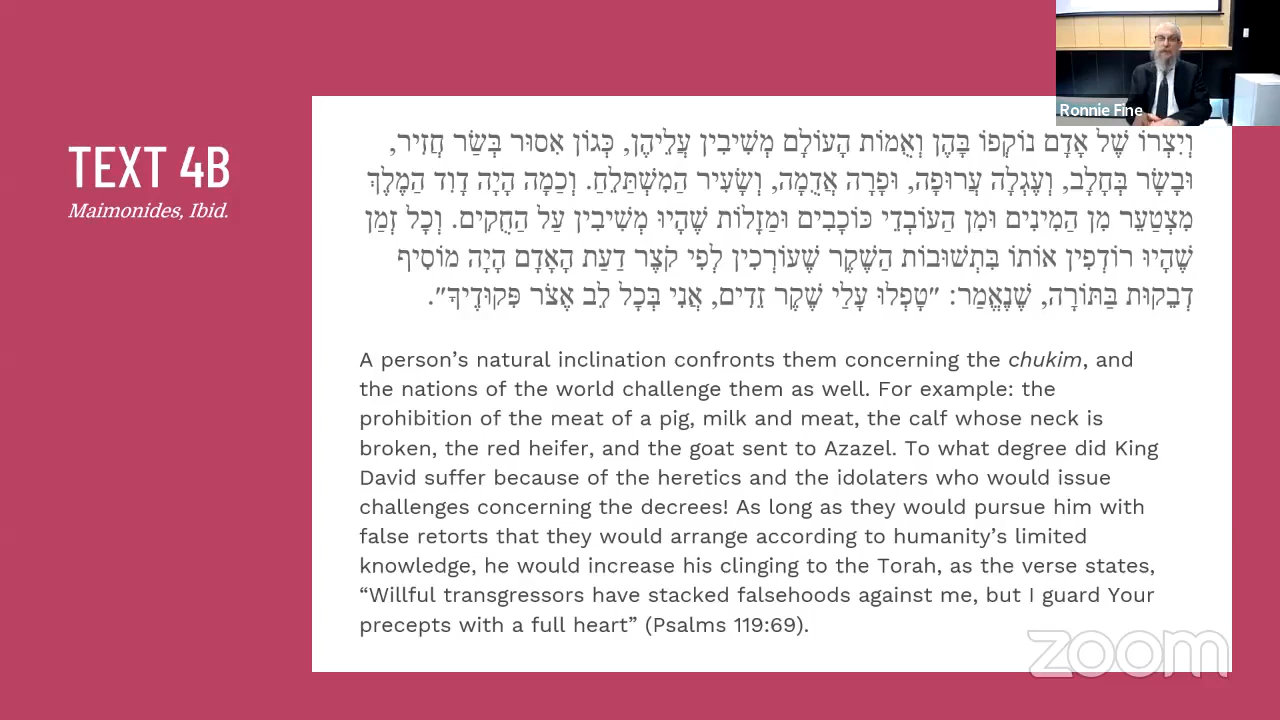 Ronnie Fine
TEXT 4B
Maimonides, Ibid.
וְיִצְרוֹ שֶׁל אָדָם נוֹקְפוֹ בָּהֶן וְאֻמוֹת הָעוֹלָם מְשִׁיבִין עֲלֵיהֶן, כְּגוֹן אִסוּר בְּשַׂר חֲזִיר,
וּבָשָׂר בְּחָלָב, וְעֶגְלָה עֲרוּפָה, וּפָרָה אֲדֻמָה, וְשָׂעִיר הַמִשְׁתַּלֵחַ. וְכַמָה הָיָה דָוִד הַמֶלֶךְ
מִצְטַעֵר מִן הַמִינִים וּמִן הַעוֹבְדֵי כּוֹכָבִים וּמַזָלוֹת שֶׁהָיוּ מְשִׁיבִין עַל הַחֻקִים. וְכָל זְמַן
שֶׁהָיוּ רוֹדְפִין אוֹתוֹ בִּתְשׁוּבוֹת הַשֶׁקֶר שֶׁעוֹרְכִין לְפִי קֹצֶר דַעַת הָאָדָם הָיָה מוֹסִיף
דְבֵקוּת בַּתּוֹרָה, שֶׁנֶאֱמַר: ״טָפְלוּ עָלַי שֶׁקֶר זֵדִים, אֲנִי בְּכָל לֵב אֶצֹר פִּקוּדֶיךָ״.
A person’s natural inclination confronts them concerning the chukim, and
the nations of the world challenge them as well. For example: the
prohibition of the meat of a pig, milk and meat, the calf whose neck is
broken, the red heifer, and the goat sent to Azazel. To what degree did King
David suffer because of the heretics and the idolaters who would issue
challenges concerning the decrees! As long as they would pursue him with
false retorts that they would arrange according to humanity’s limited
knowledge, he would increase his clinging to the Torah, as the verse states,
“Willful transgressors have stacked falsehoods against me, but I guard Your
precepts with a full heart” (Psalms 119:69).
zoom